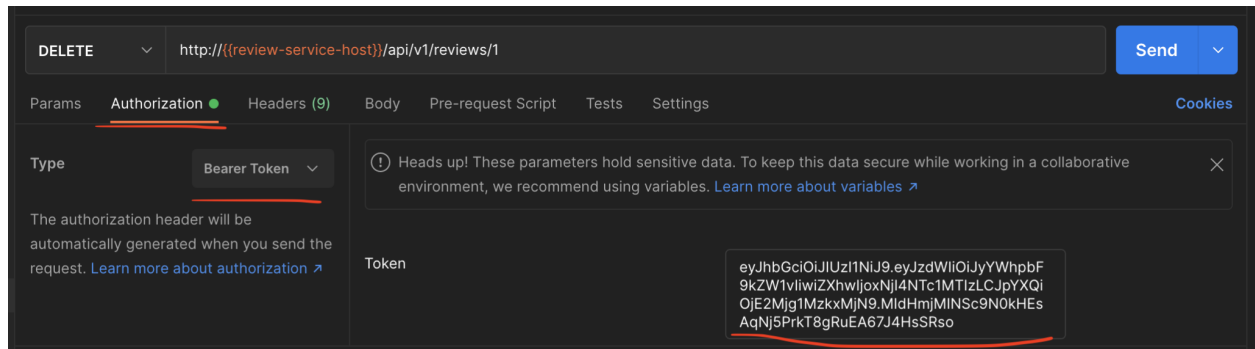 DELETE http://{{review-service-host}}/api/v1/reviews/1 Send
Params Authorization Headers (9) Body Pre-request Script Tests Settings Cookies
Type Bearer Token
The authorization header will be
automatically generated when you send the
request. Learn more about authorization ↗
Heads up! These parameters hold sensitive data. To keep this data secure while working in a collaborative
environment, we recommend using variables. Learn more about variables ↗
Token
eyJhbGciOiJIUzI1NiJ9.eyJzdWIiOiJyYWhpbF
9kZW1vIiwiZXhwIjoxNjI4NTc1MTIzLCJpYXQi
OjE2Mjg1MzkxMjN9.MIdHmjMINSc9N0kHEs
AqNj5PrkT8gRuEA67J4HsSRso